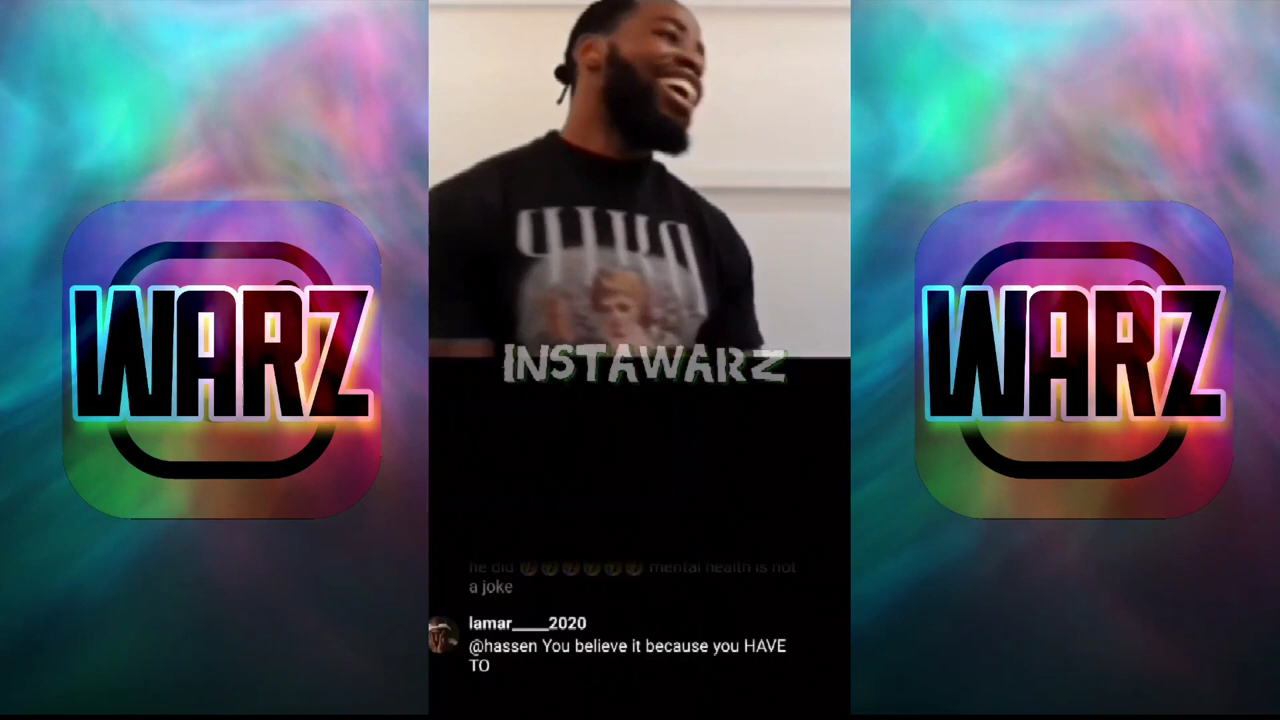 WARZ
INSTAWARZ
he did 🤣🤣🤣🤣🤣🤣 mental health is not
a joke
lamar____2020
@hassen You believe it because you HAVE
TO
WARZ